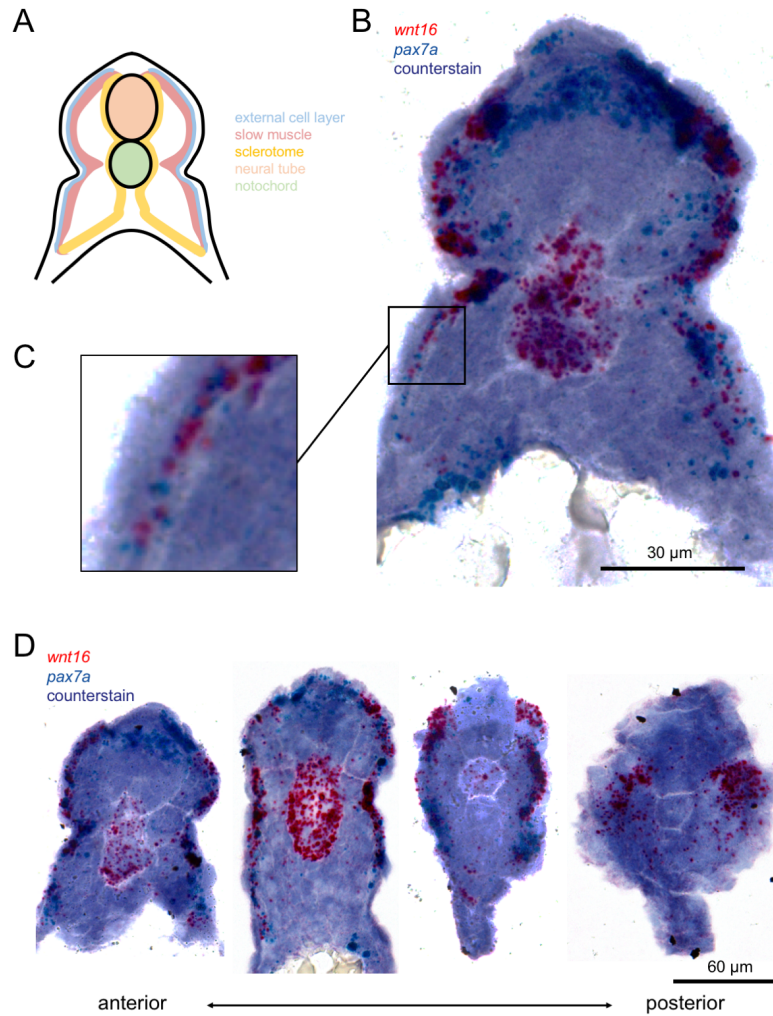 A
external cell layer
slow muscle
sclerotome
neural tube
notochord
B
wnt16
pax7a
counterstain
30 µm
C
D
wnt16
pax7a
counterstain
60 µm
anterior
posterior